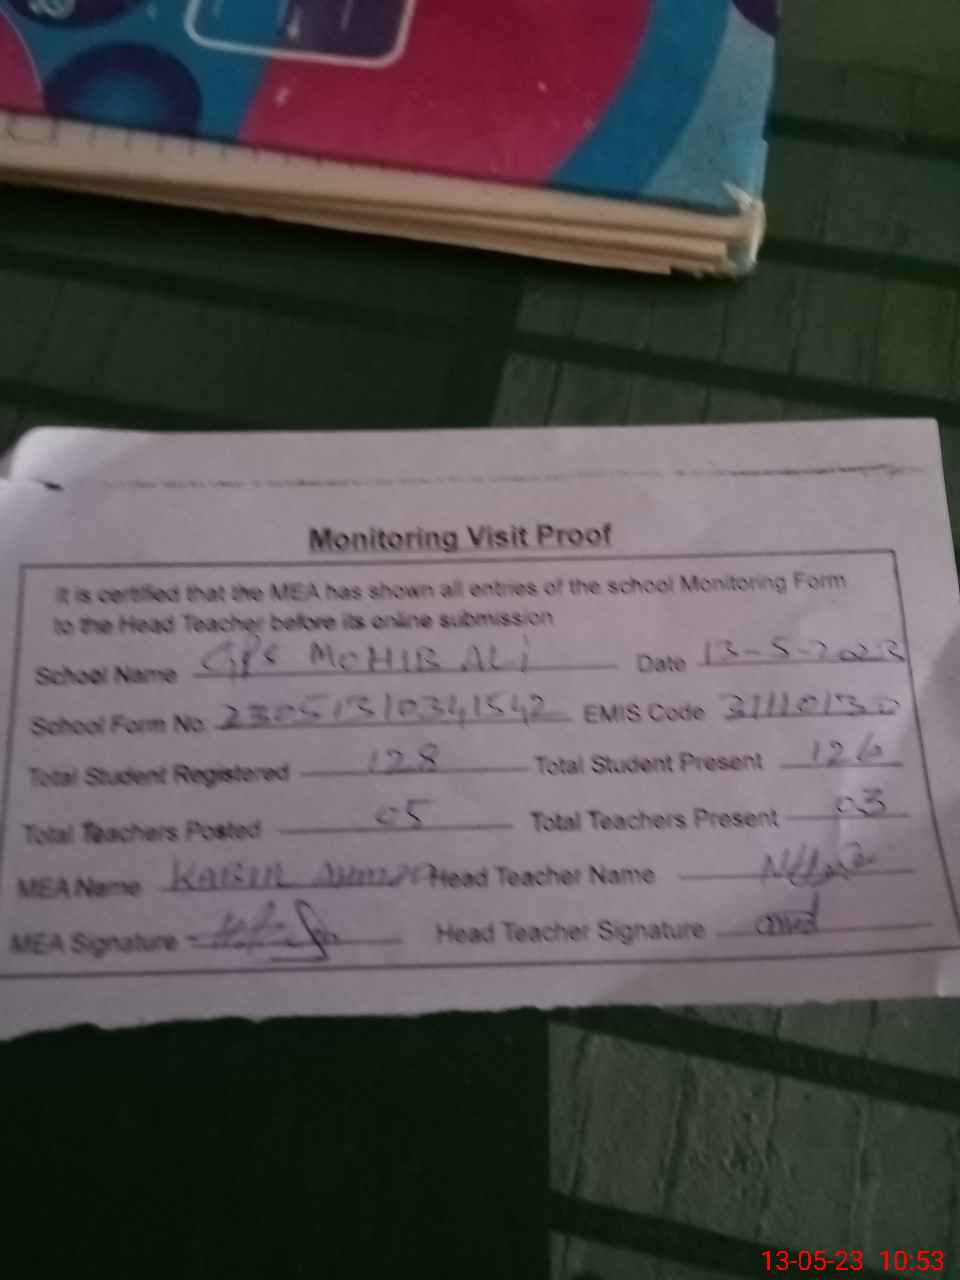 Monitoring Visit Proof
It is certified that the MEA has shown all entries of the school Monitoring Form
to the Head Teacher before its online submission
School Name GPS MOHIB ALI Date 13-5-2023
School Form No. 23051310341542 EMIS Code 31110130
Total Student Registered 128 Total Student Present 126
Total Teachers Posted 05 Total Teachers Present 03
MEA Name KABIR AHMED Head Teacher Name
MEA Signature Head Teacher Signature
13-05-23 10:53